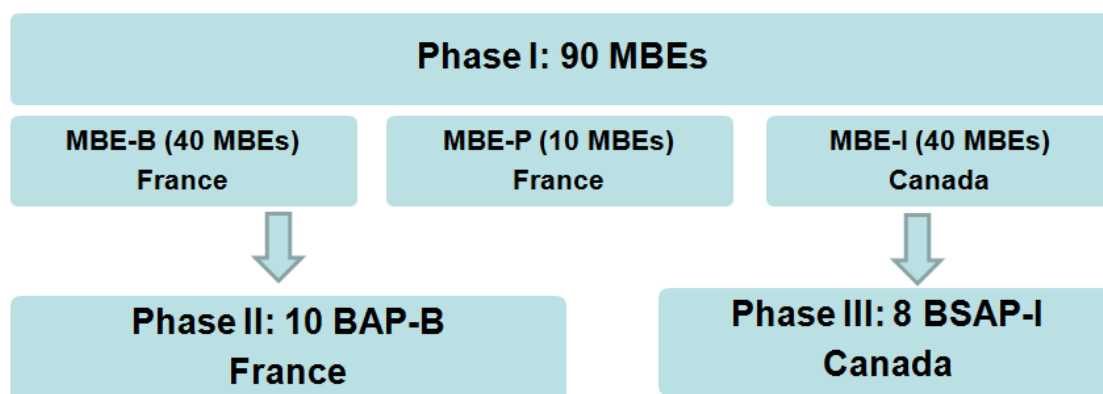 Phase I: 90 MBEs
MBE-B (40 MBEs)
France
MBE-P (10 MBEs)
France
MBE-I (40 MBEs)
Canada
Phase II: 10 BAP-B
France
Phase III: 8 BSAP-I
Canada